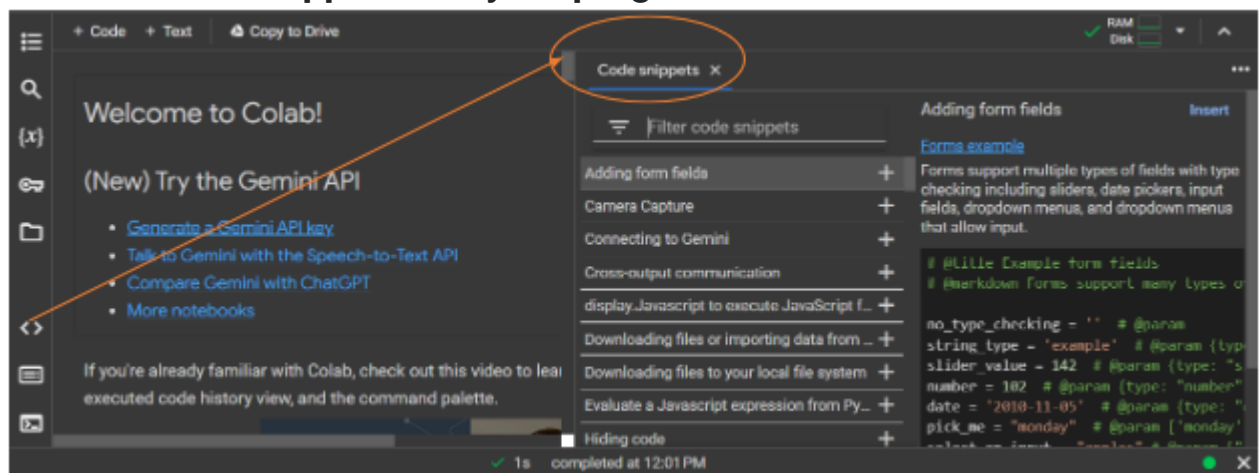 + Code + Text Copy to Drive
RAM
Disk
Code snippets ×
Welcome to Colab!
(New) Try the Gemini API
• Generate a Gemini API key
• Talk to Gemini with the Speech-to-Text API
• Compare Gemini with ChatGPT
• More notebooks
If you're already familiar with Colab, check out this video to lear
executed code history view, and the command palette.
{x}
<>
Filter code snippets
Adding form fields +
Camera Capture +
Connecting to Gemini +
Cross-output communication +
display.Javascript to execute JavaScript f... +
Downloading files or importing data from ... +
Downloading files to your local file system +
Evaluate a Javascript expression from Py... +
Hiding code +
Adding form fields Insert
Forms example
Forms support multiple types of fields with type
checking including sliders, date pickers, input
fields, dropdown menus, and dropdown menus
that allow input.
# @title Example form fields
# @markdown Forms support many types o
no_type_checking = '' # @param
string_type = 'example' # @param {typ
slider_value = 142 # @param {type: "s
number = 102 # @param {type: "number"
date = '2010-11-05' # @param {type: "
pick_me = "monday" # @param ['monday'
✓ 1s completed at 12:01 PM